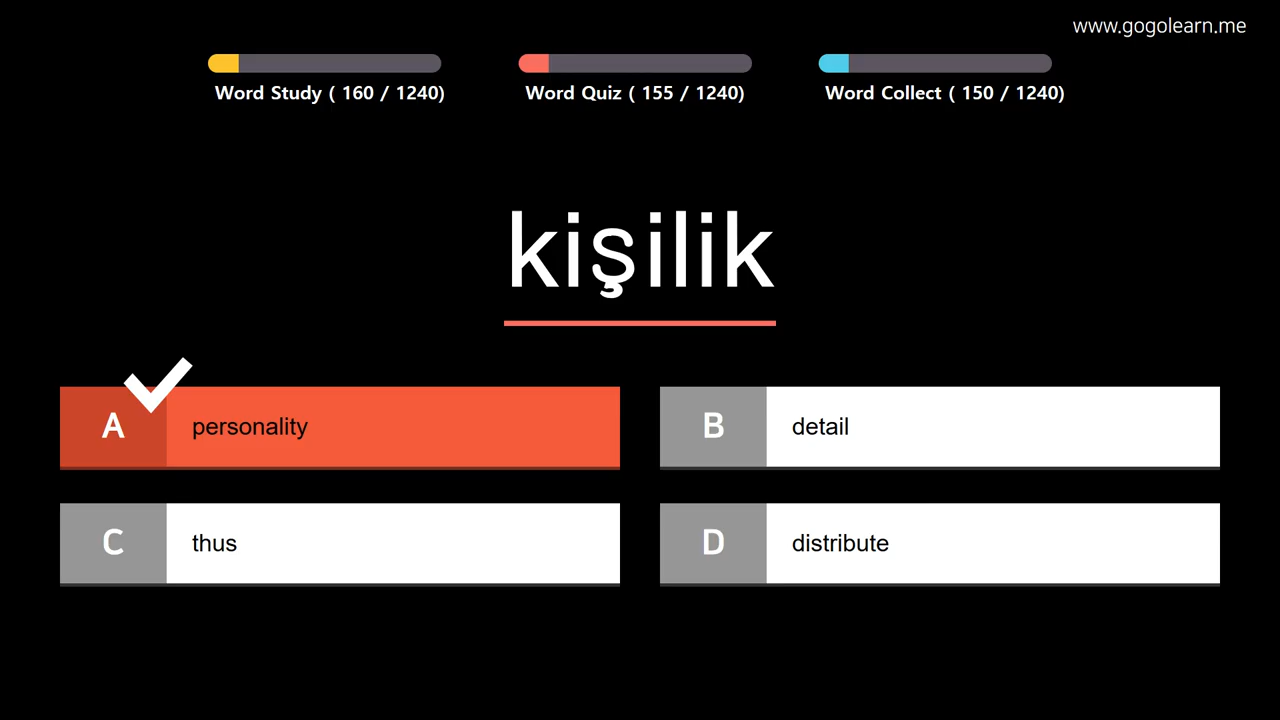 www.gogolearn.me
Word Study ( 160 / 1240)
Word Quiz ( 155 / 1240)
Word Collect ( 150 / 1240)
kişilik
A personality
B detail
C thus
D distribute